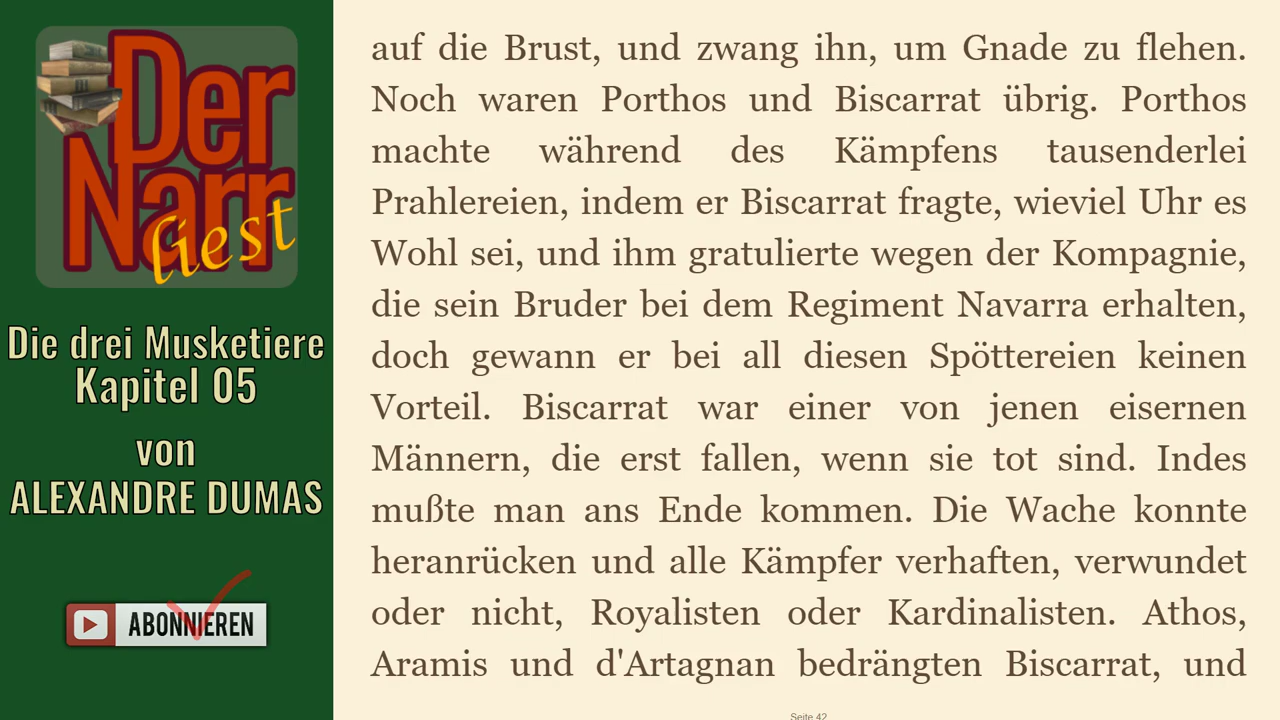 Der
Narr
liest
Die drei Musketiere
Kapitel 05
von
ALEXANDRE DUMAS
ABONNIEREN
auf die Brust, und zwang ihn, um Gnade zu flehen.
Noch waren Porthos und Biscarrat übrig. Porthos
machte während des Kämpfens tausenderlei
Prahlereien, indem er Biscarrat fragte, wieviel Uhr es
Wohl sei, und ihm gratulierte wegen der Kompagnie,
die sein Bruder bei dem Regiment Navarra erhalten,
doch gewann er bei all diesen Spöttereien keinen
Vorteil. Biscarrat war einer von jenen eisernen
Männern, die erst fallen, wenn sie tot sind. Indes
mußte man ans Ende kommen. Die Wache konnte
heranrücken und alle Kämpfer verhaften, verwundet
oder nicht, Royalisten oder Kardinalisten. Athos,
Aramis und d'Artagnan bedrängten Biscarrat, und
Seite 42